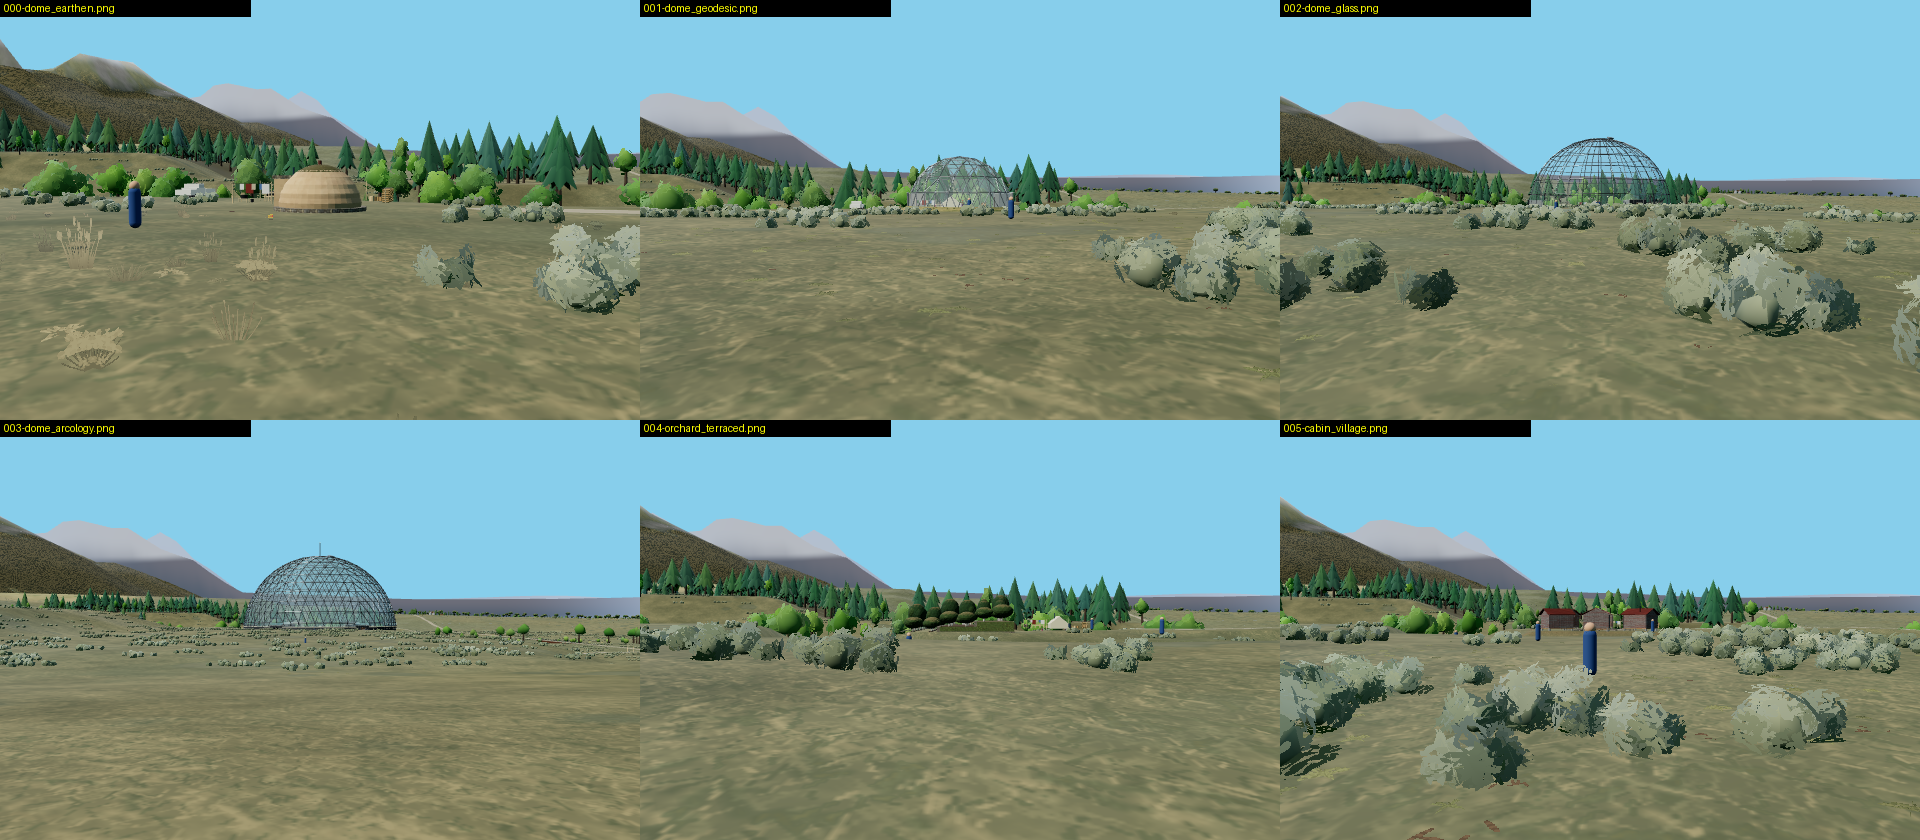 000-dome_earthen.png
001-dome_geodesic.png
002-dome_glass.png
003-dome_arcology.png
004-orchard_terraced.png
005-cabin_village.png